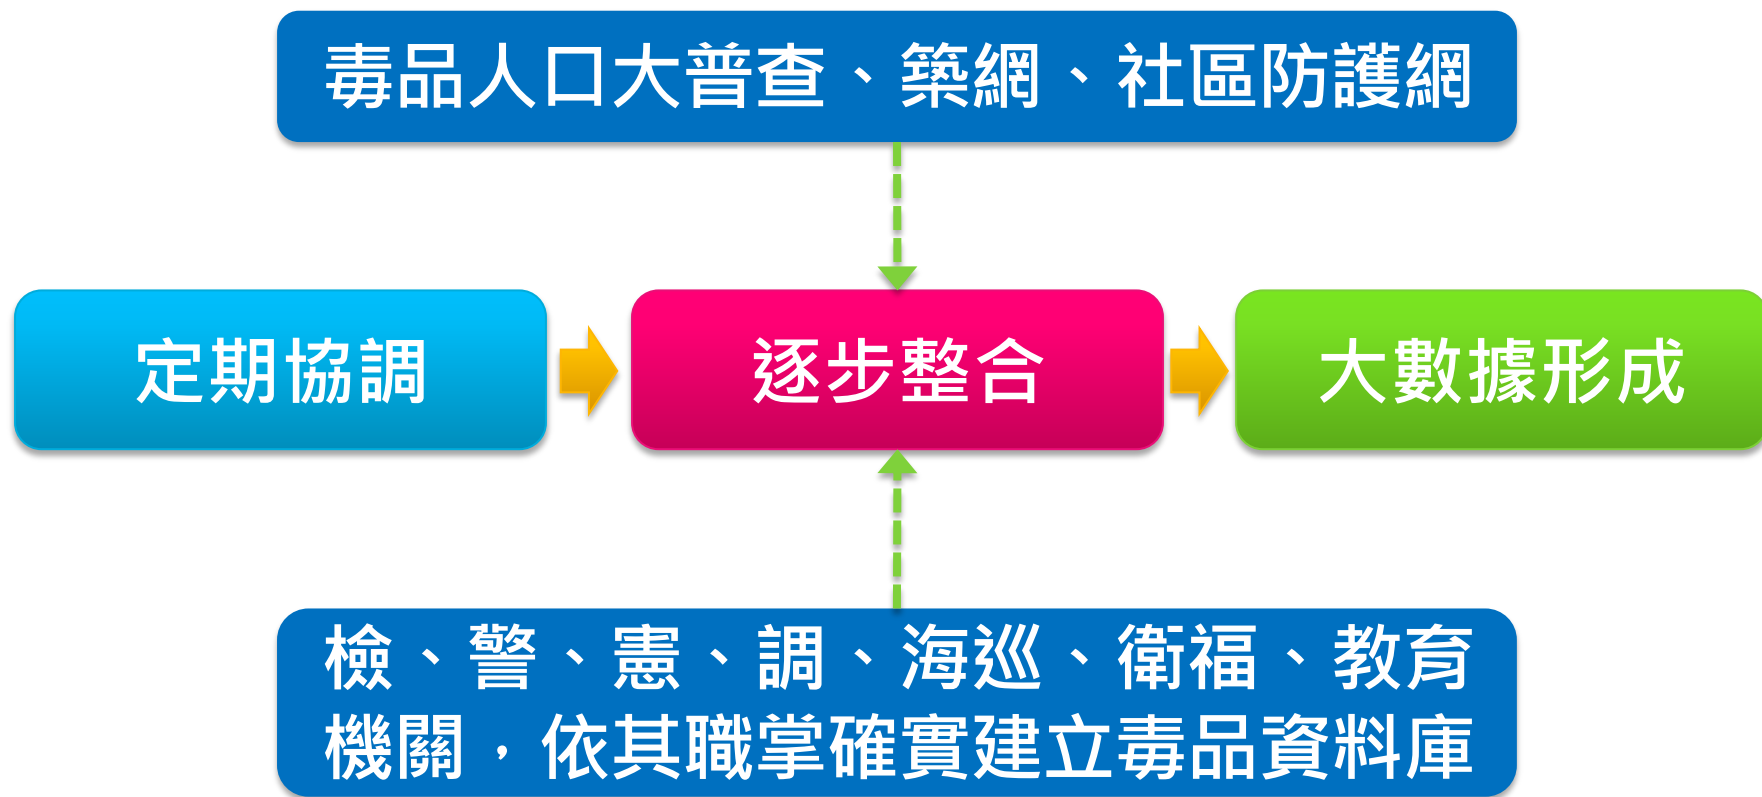 毒品人口大普查、築網、社區防護網
定期協調
逐步整合
大數據形成
檢、警、憲、調、海巡、衛福、教育
機關，依其職掌確實建立毒品資料庫